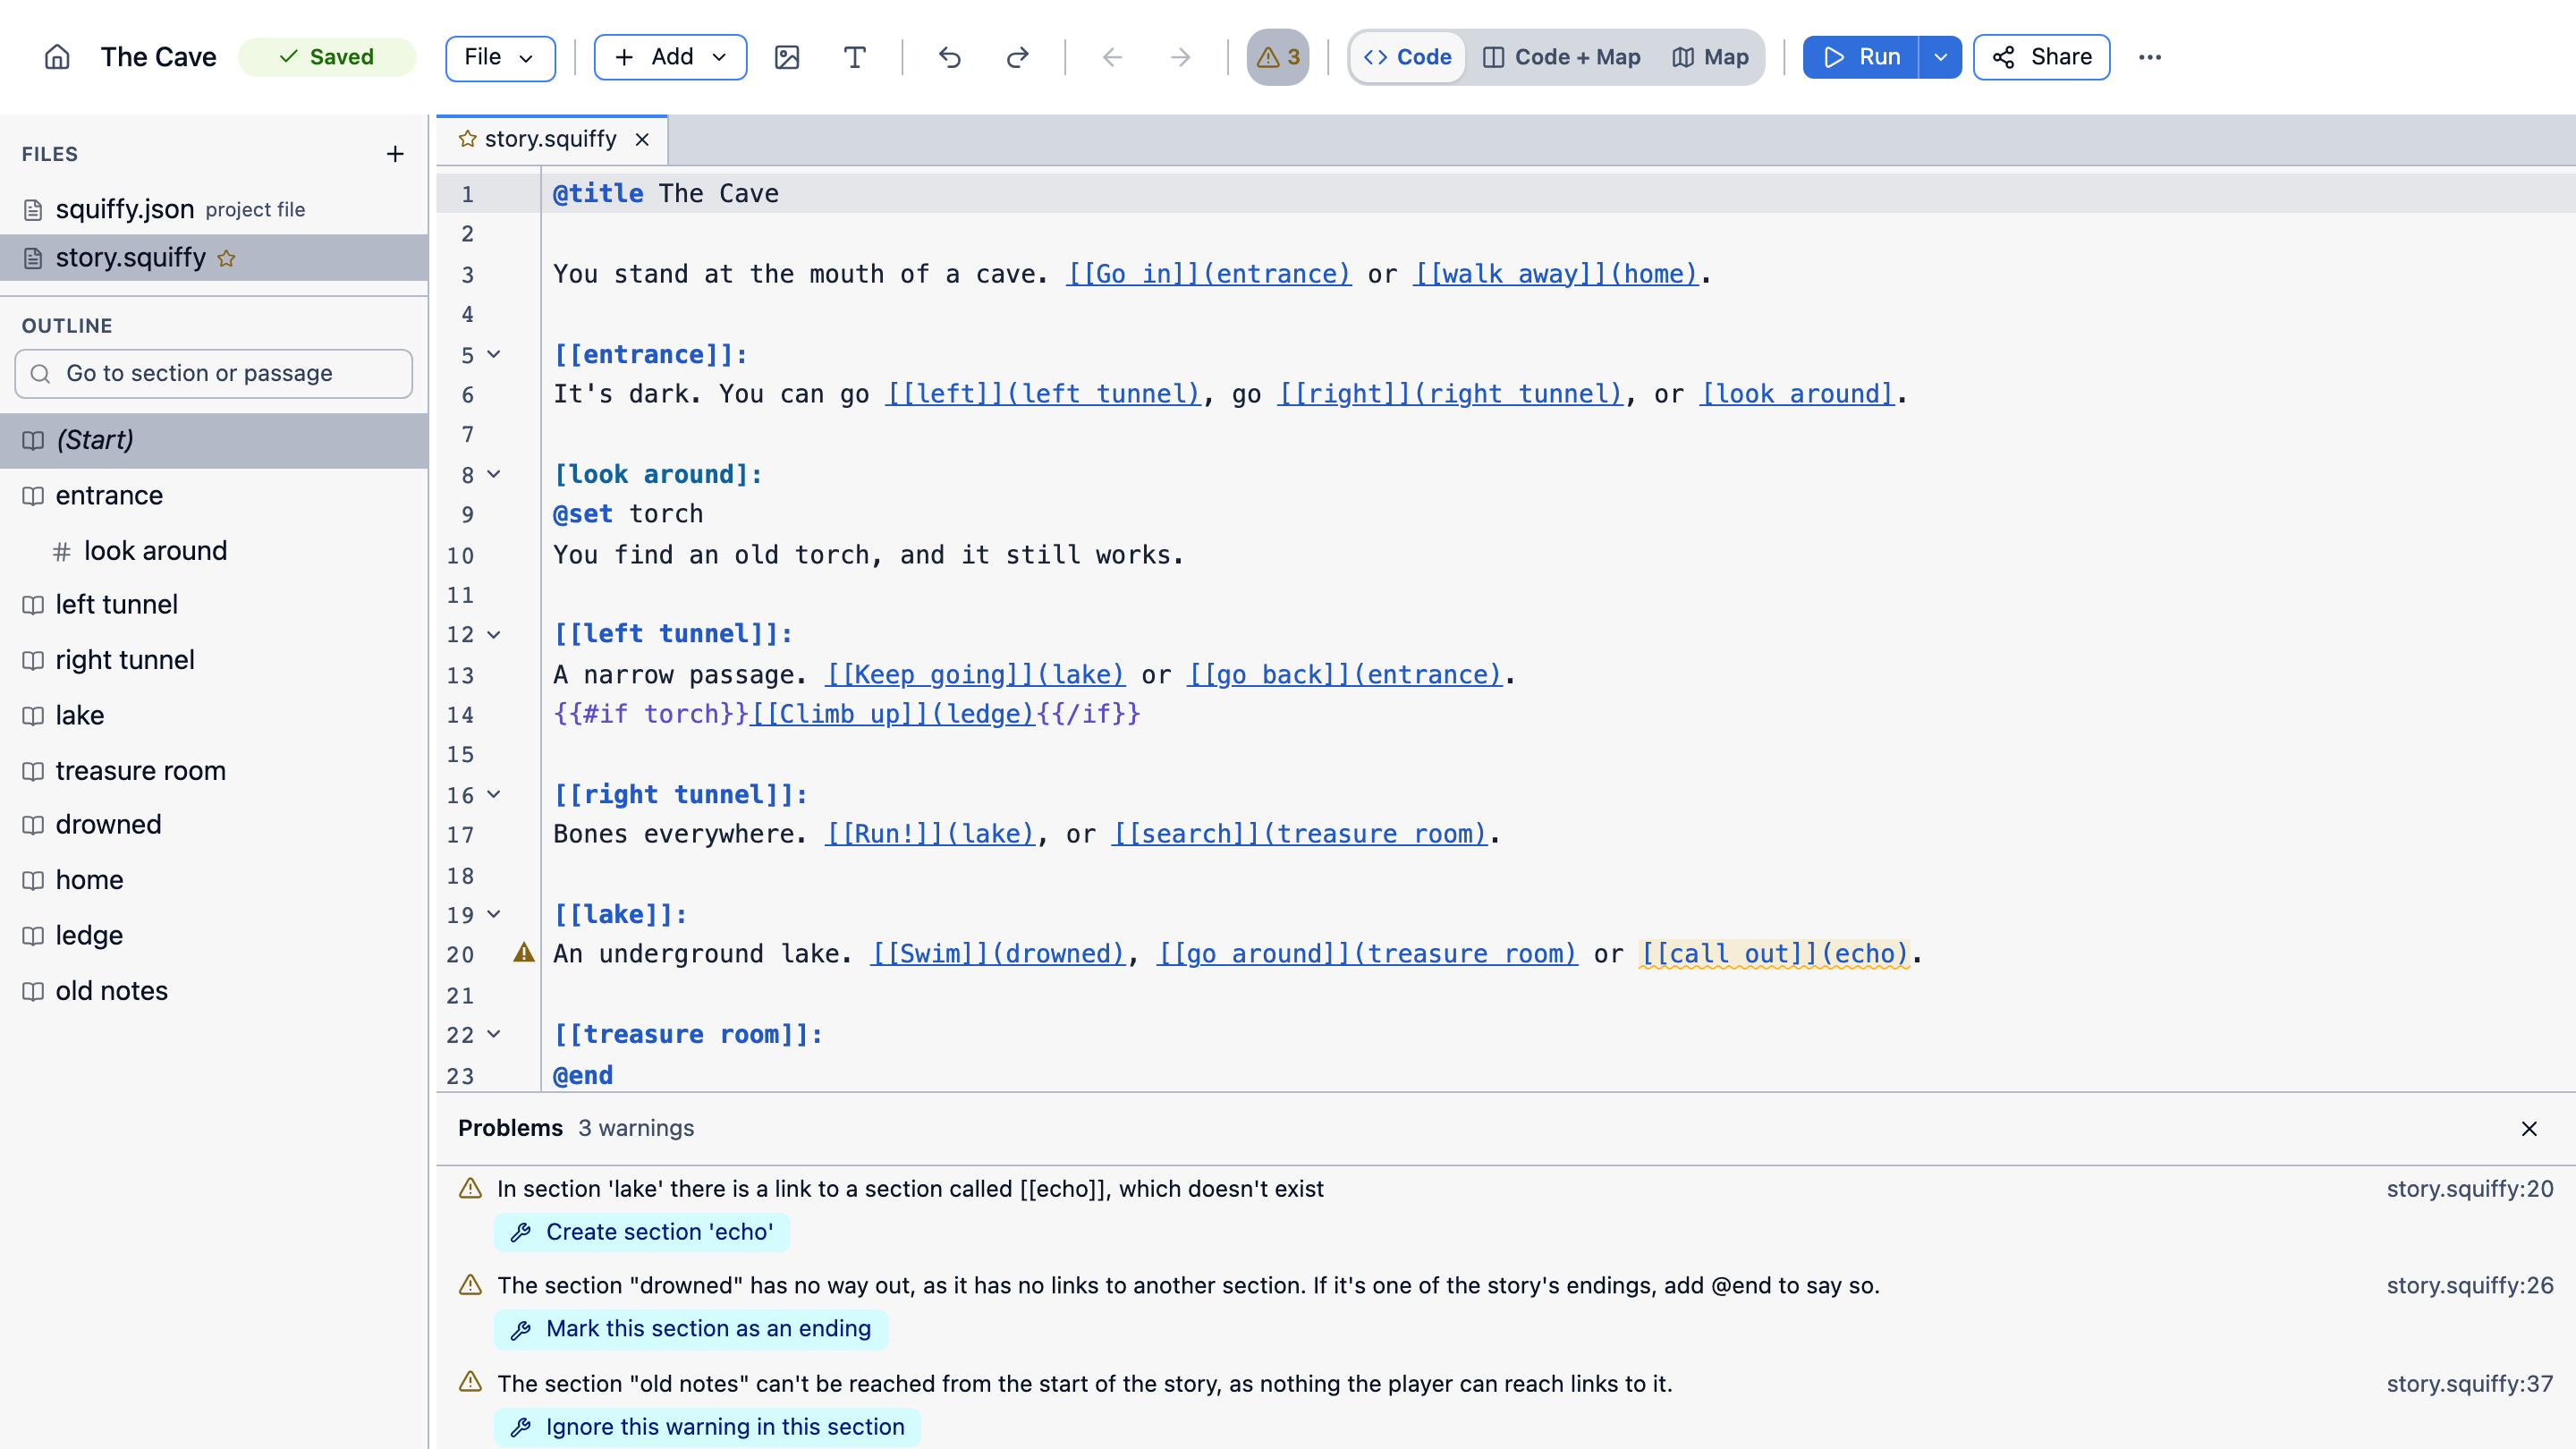 The Cave Saved File Add 3 Code Code + Map Map Run Share
FILES
squiffy.json project file
story.squiffy
OUTLINE
Go to section or passage
(Start)
entrance
# look around
left tunnel
right tunnel
lake
treasure room
drowned
home
ledge
old notes
story.squiffy
1 @title The Cave
2
3 You stand at the mouth of a cave. [[Go in]](entrance) or [[walk away]](home).
4
5 [[entrance]]:
6 It's dark. You can go [[left]](left tunnel), go [[right]](right tunnel), or [look around].
7
8 [look around]:
9 @set torch
10 You find an old torch, and it still works.
11
12 [[left tunnel]]:
13 A narrow passage. [[Keep going]](lake) or [[go back]](entrance).
14 {{#if torch}}[[Climb up]](ledge){{/if}}
15
16 [[right tunnel]]:
17 Bones everywhere. [[Run!]](lake), or [[search]](treasure room).
18
19 [[lake]]:
20 An underground lake. [[Swim]](drowned), [[go around]](treasure room) or [[call out]](echo).
21
22 [[treasure room]]:
23 @end
Problems 3 warnings
In section 'lake' there is a link to a section called [[echo]], which doesn't exist story.squiffy:20
Create section 'echo'
The section "drowned" has no way out, as it has no links to another section. If it's one of the story's endings, add @end to say so. story.squiffy:26
Mark this section as an ending
The section "old notes" can't be reached from the start of the story, as nothing the player can reach links to it. story.squiffy:37
Ignore this warning in this section